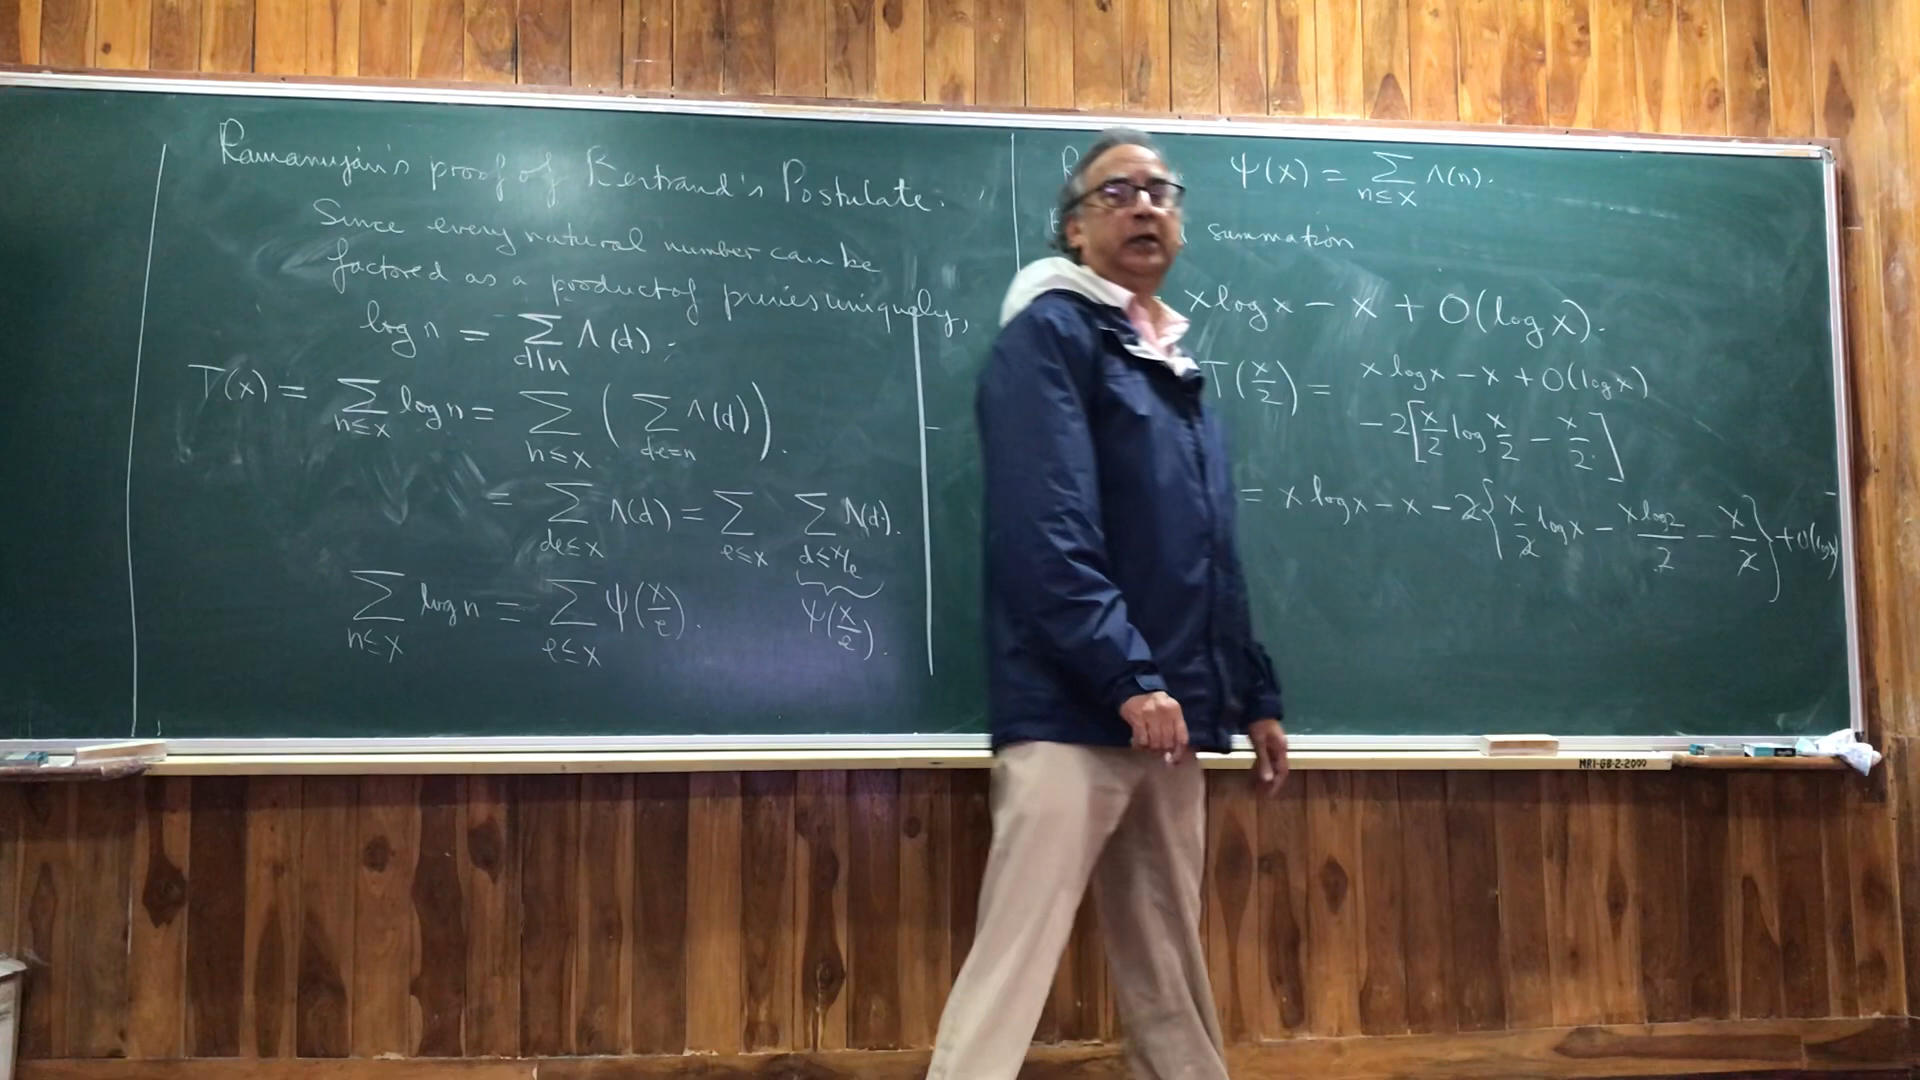 Ramanujan's proof of Bertrand's Postulate.
Since every natural number can be
factored as a product of primes uniquely,
log n = Σ_{d|n} Λ(d).
T(x) = Σ_{n≤x} log n = Σ_{n≤x} ( Σ_{de=n} Λ(d) ).
= Σ_{de≤x} Λ(d) = Σ_{e≤x} Σ_{d≤x/e} Λ(d).
Σ_{n≤x} log n = Σ_{e≤x} ψ(x/e). ψ(x/e).
ψ(x) = Σ_{n≤x} Λ(n).
summation
x log x - x + O(log x).
T(x/2) = x log x - x + O(log x)
- 2[x/2 log x/2 - x/2]
= x log x - x - 2{x/2 log x - x log 2/2 - x/2} + O(log x)
MRI-GB-2-2000